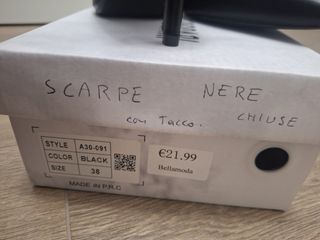 SCARPE NERE
con Tacco. CHIUSE
STYLE A30-091
COLOR BLACK
SIZE 38
MADE IN P.R.C
€21.99
Bellamoda